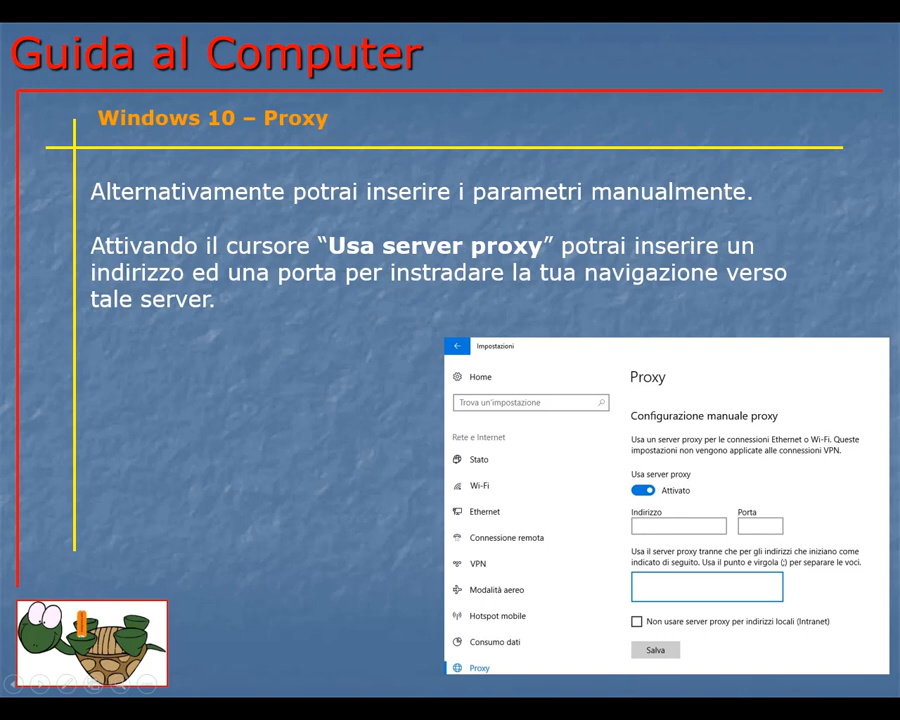 Guida al Computer
Windows 10 – Proxy
Alternativamente potrai inserire i parametri manualmente.
Attivando il cursore “Usa server proxy” potrai inserire un
indirizzo ed una porta per instradare la tua navigazione verso
tale server.
Impostazioni
Home
Trova un'impostazione
Rete e Internet
Stato
Wi-Fi
Ethernet
Connessione remota
VPN
Modalità aereo
Hotspot mobile
Consumo dati
Proxy
Proxy
Configurazione manuale proxy
Usa un server proxy per le connessioni Ethernet o Wi-Fi. Queste
impostazioni non vengono applicate alle connessioni VPN.
Usa server proxy
Attivato
Indirizzo Porta
Usa il server proxy tranne che per gli indirizzi che iniziano come
indicato di seguito. Usa il punto e virgola (;) per separare le voci.
Non usare server proxy per indirizzi locali (Intranet)
Salva